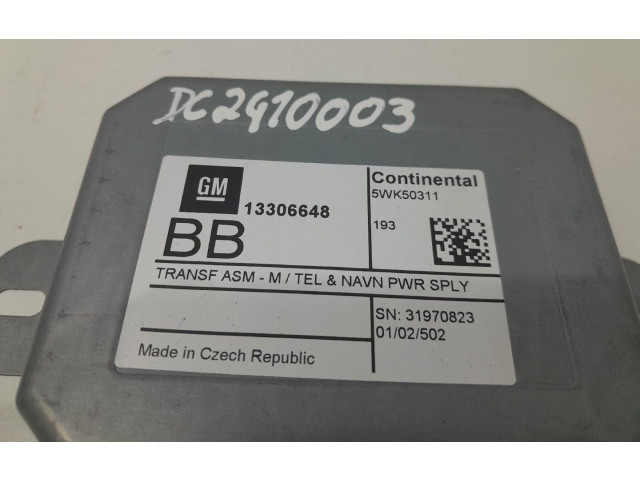 DC2910003
GM
13306648
BB
Continental
5WK50311
193
TRANSF ASM - M / TEL & NAVN PWR SPLY
SN: 31970823
01/02/502
Made in Czech Republic